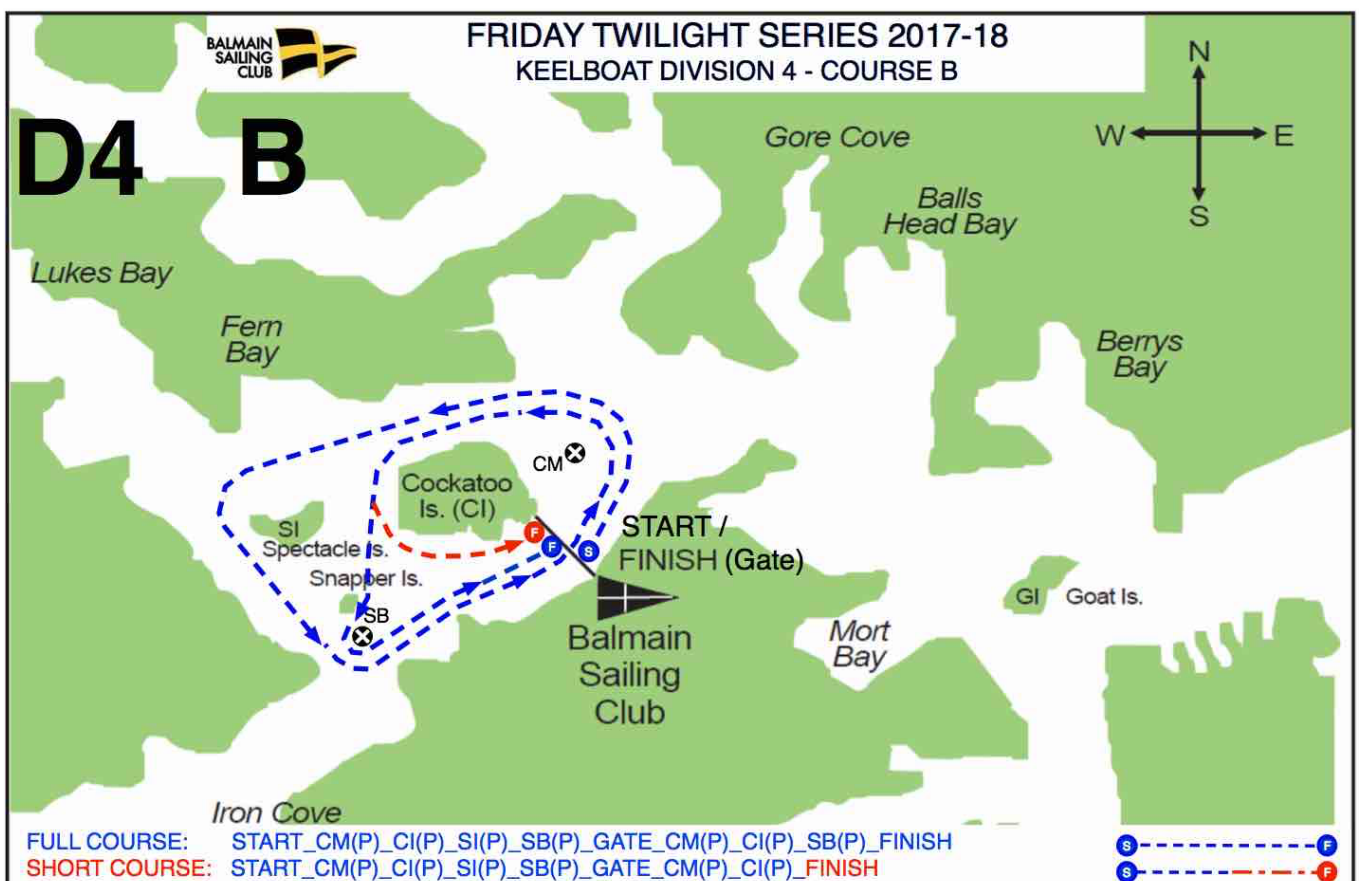 BALMAIN
SAILING
CLUB
FRIDAY TWILIGHT SERIES 2017-18
KEELBOAT DIVISION 4 - COURSE B
D4 B
N
W E
S
Gore Cove
Balls
Head Bay
Lukes Bay
Fern
Bay
Berrys
Bay
CM
Cockatoo
Is. (CI)
SI
Spectacle Is.
Snapper Is.
SB
F
F
S
START /
FINISH (Gate)
Balmain
Sailing
Club
Mort
Bay
GI Goat Is.
Iron Cove
FULL COURSE: START_CM(P)_CI(P)_SI(P)_SB(P)_GATE_CM(P)_CI(P)_SB(P)_FINISH
S F
SHORT COURSE: START_CM(P)_CI(P)_SI(P)_SB(P)_GATE_CM(P)_CI(P)_FINISH
S F